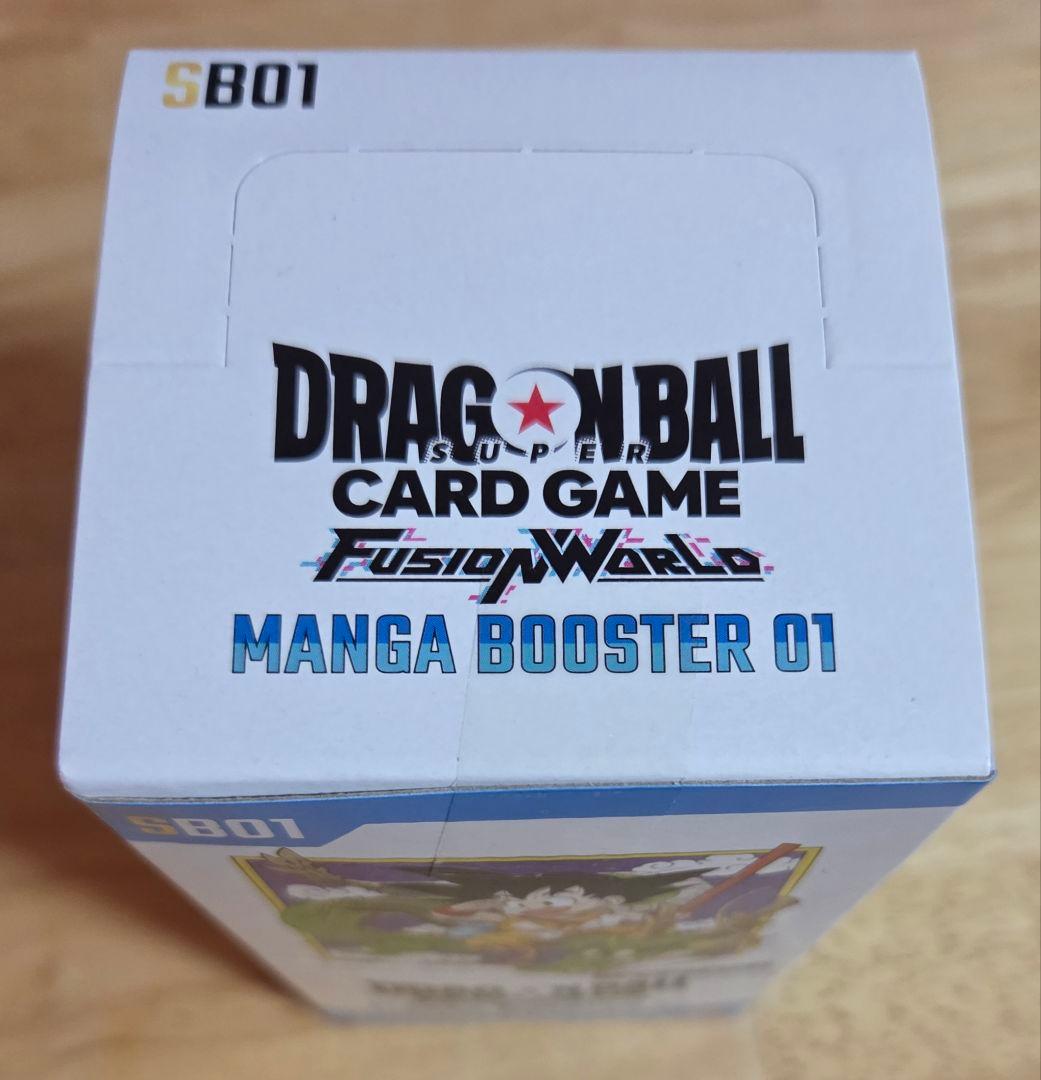 SB01
DRAGON BALL
SUPER
CARD GAME
FUSION WORLD
MANGA BOOSTER 01
SB01